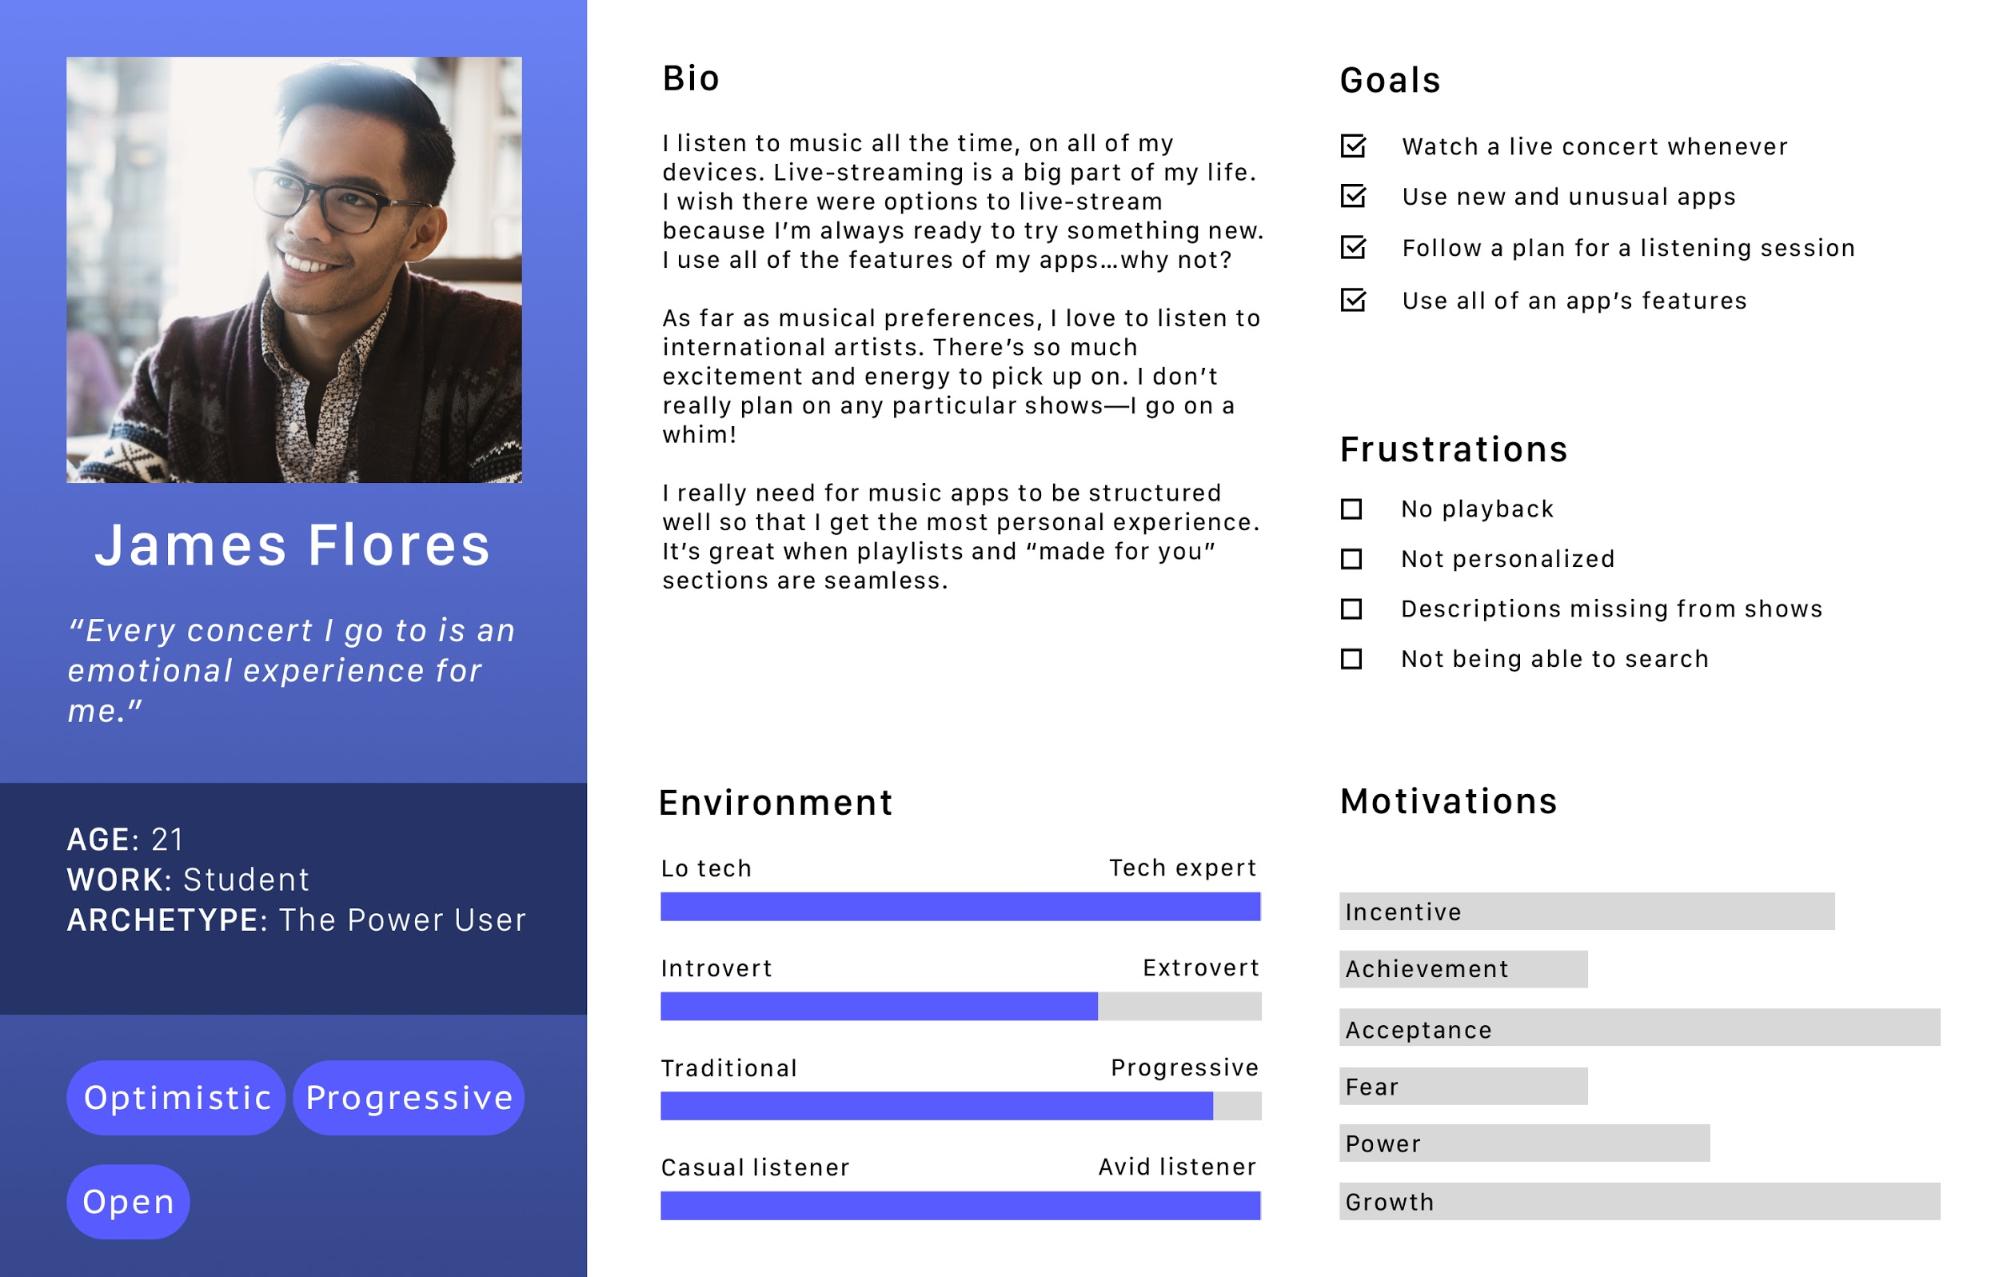 James Flores
“Every concert I go to is an
emotional experience for
me.”
AGE: 21
WORK: Student
ARCHETYPE: The Power User
Optimistic
Progressive
Open
Bio
I listen to music all the time, on all of my
devices. Live-streaming is a big part of my life.
I wish there were options to live-stream
because I’m always ready to try something new.
I use all of the features of my apps…why not?
As far as musical preferences, I love to listen to
international artists. There’s so much
excitement and energy to pick up on. I don’t
really plan on any particular shows—I go on a
whim!
I really need for music apps to be structured
well so that I get the most personal experience.
It’s great when playlists and “made for you”
sections are seamless.
Environment
Lo tech Tech expert
Introvert Extrovert
Traditional Progressive
Casual listener Avid listener
Goals
Watch a live concert whenever
Use new and unusual apps
Follow a plan for a listening session
Use all of an app’s features
Frustrations
No playback
Not personalized
Descriptions missing from shows
Not being able to search
Motivations
Incentive
Achievement
Acceptance
Fear
Power
Growth